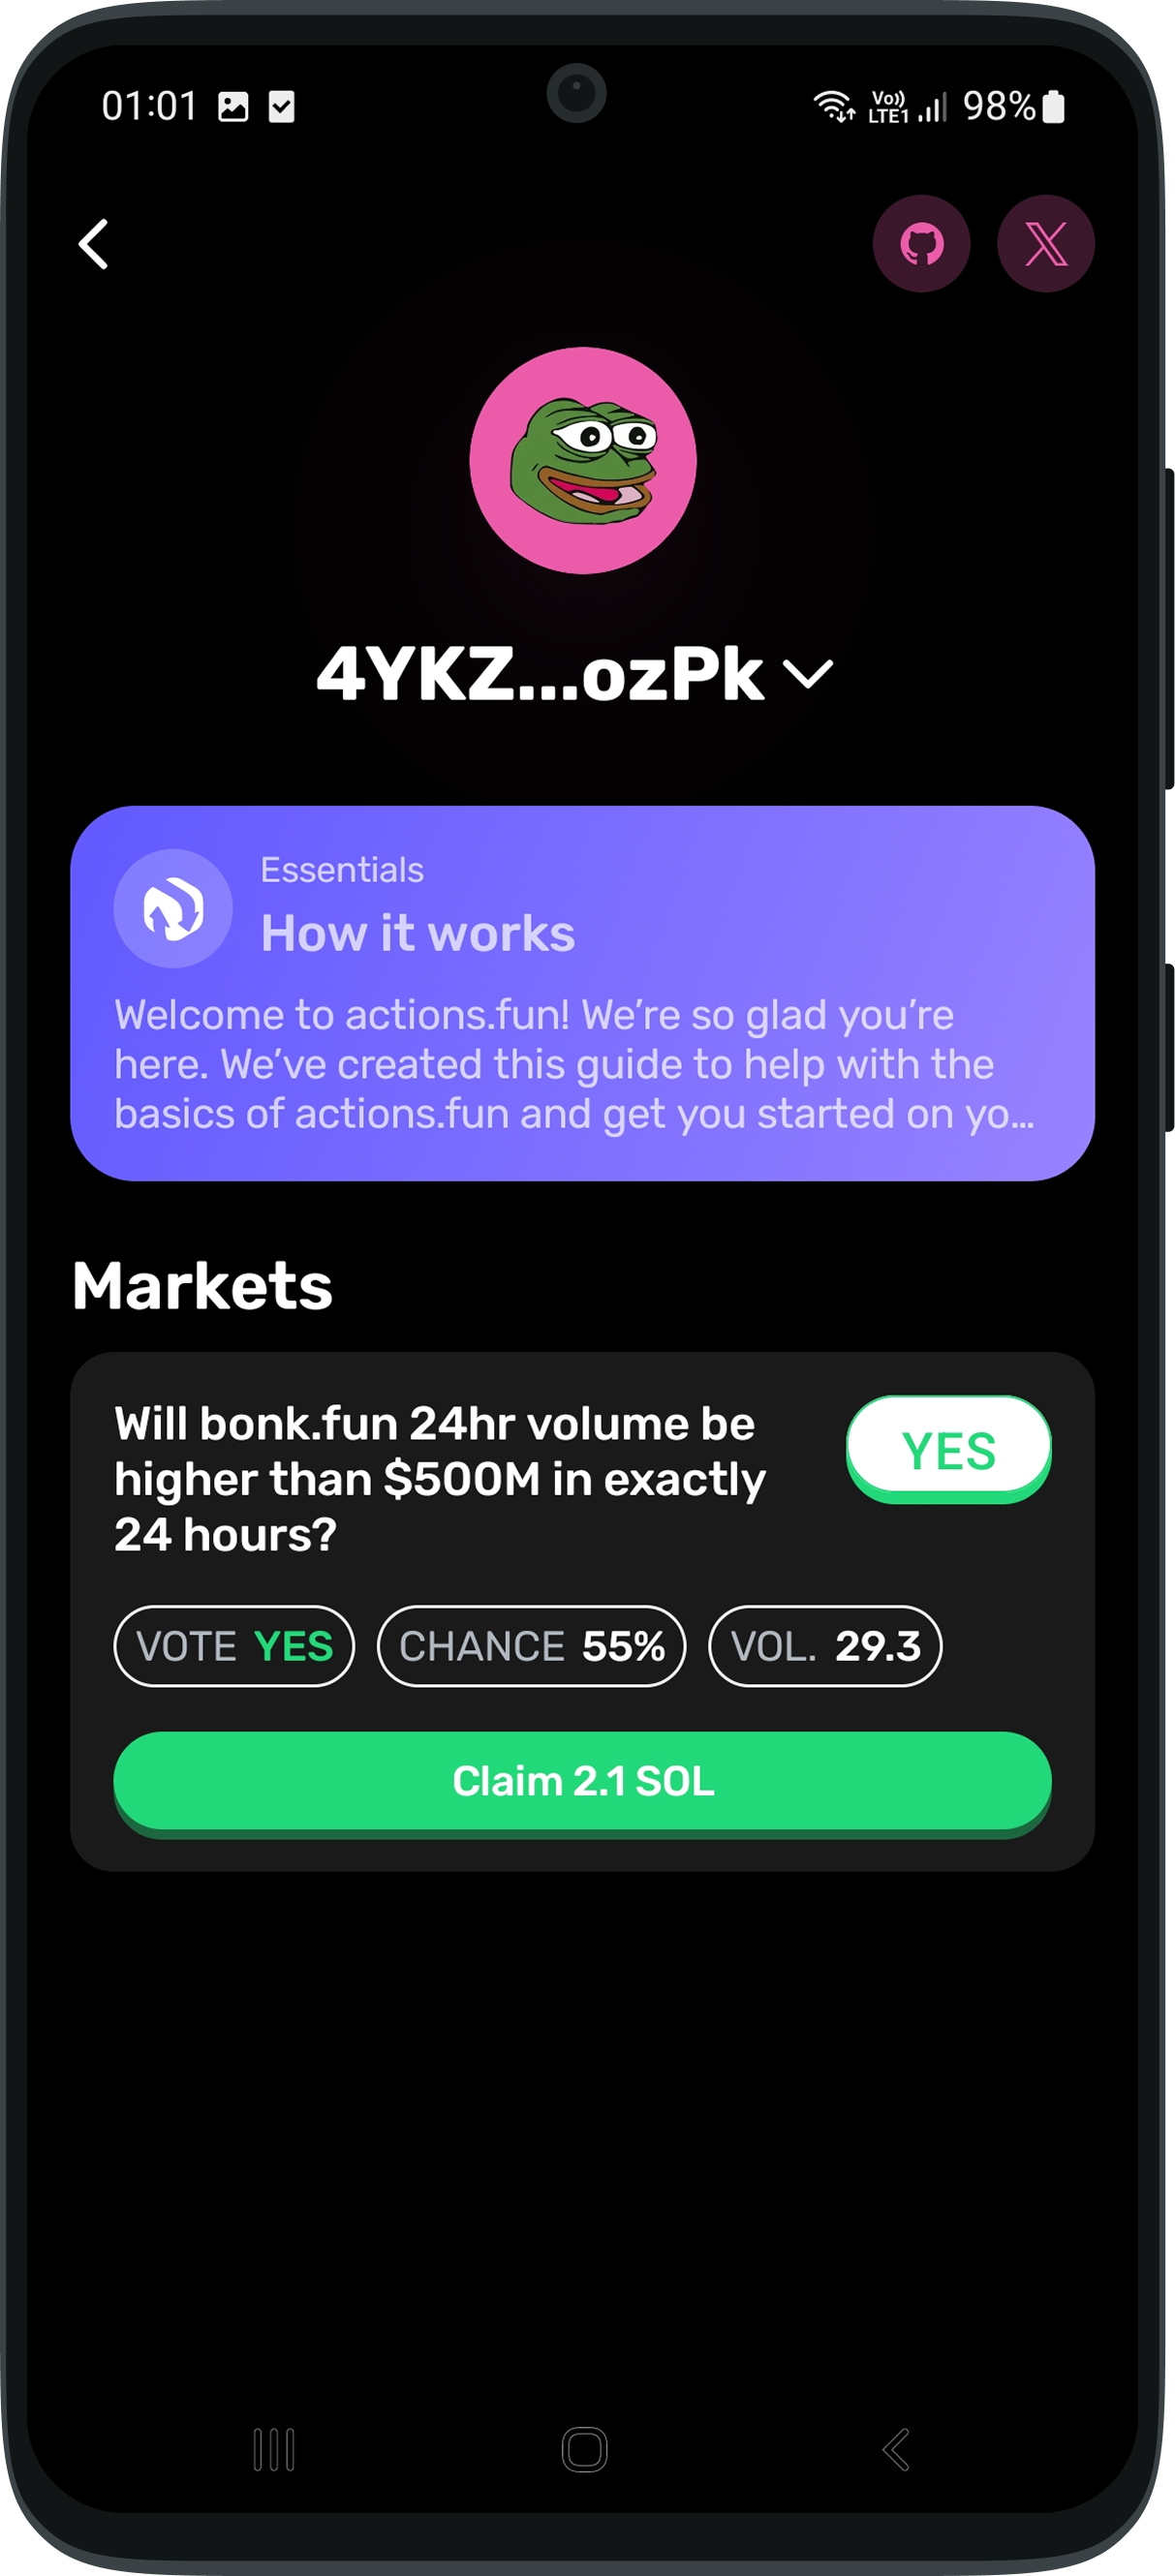 01:01 Vo)) LTE1 98%
4YKZ...ozPk
Essentials
How it works
Welcome to actions.fun! We’re so glad you’re
here. We’ve created this guide to help with the
basics of actions.fun and get you started on yo...
Markets
Will bonk.fun 24hr volume be
higher than $500M in exactly
24 hours?
YES
VOTE YES CHANCE 55% VOL. 29.3
Claim 2.1 SOL